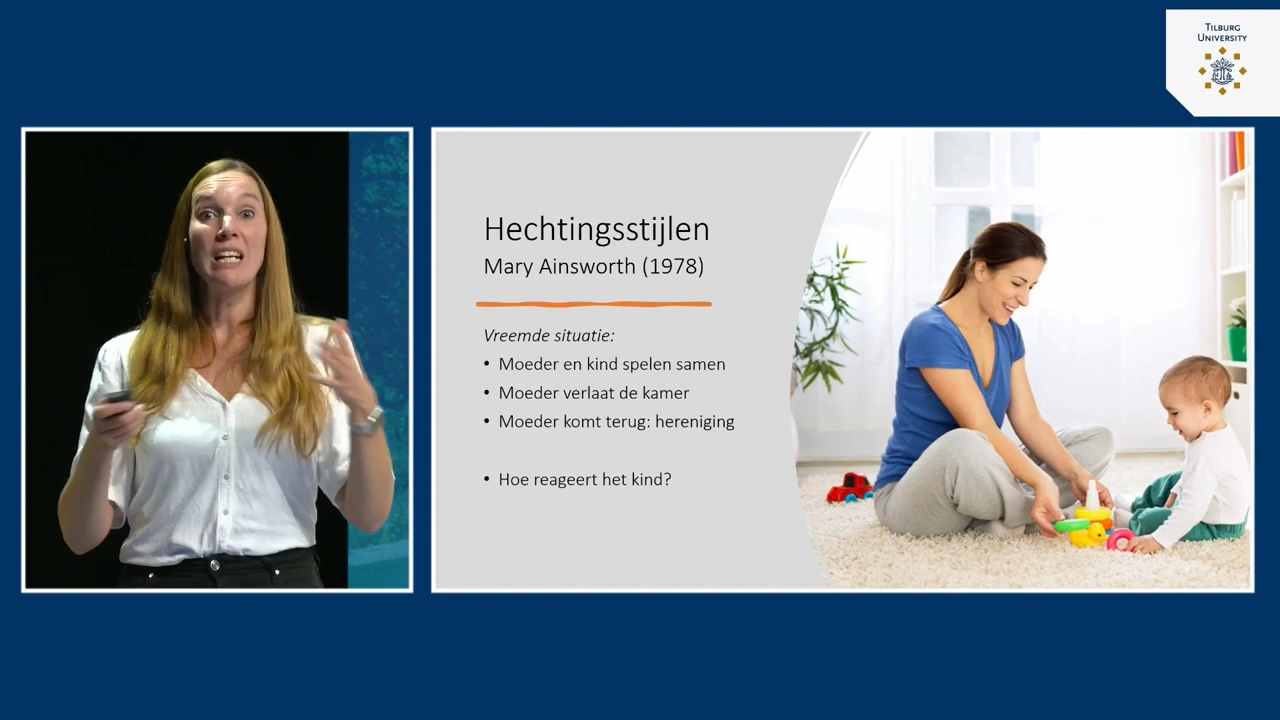 TILBURG
UNIVERSITY
Hechtingsstijlen
Mary Ainsworth (1978)
Vreemde situatie:
• Moeder en kind spelen samen
• Moeder verlaat de kamer
• Moeder komt terug: hereniging
• Hoe reageert het kind?